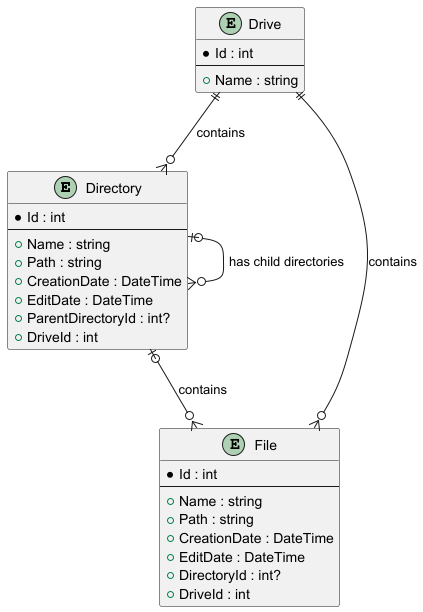 E Drive
Id : int
Name : string
contains
E Directory
Id : int
Name : string
Path : string
CreationDate : DateTime
EditDate : DateTime
ParentDirectoryId : int?
DriveId : int
has child directories
contains
contains
E File
Id : int
Name : string
Path : string
CreationDate : DateTime
EditDate : DateTime
DirectoryId : int?
DriveId : int